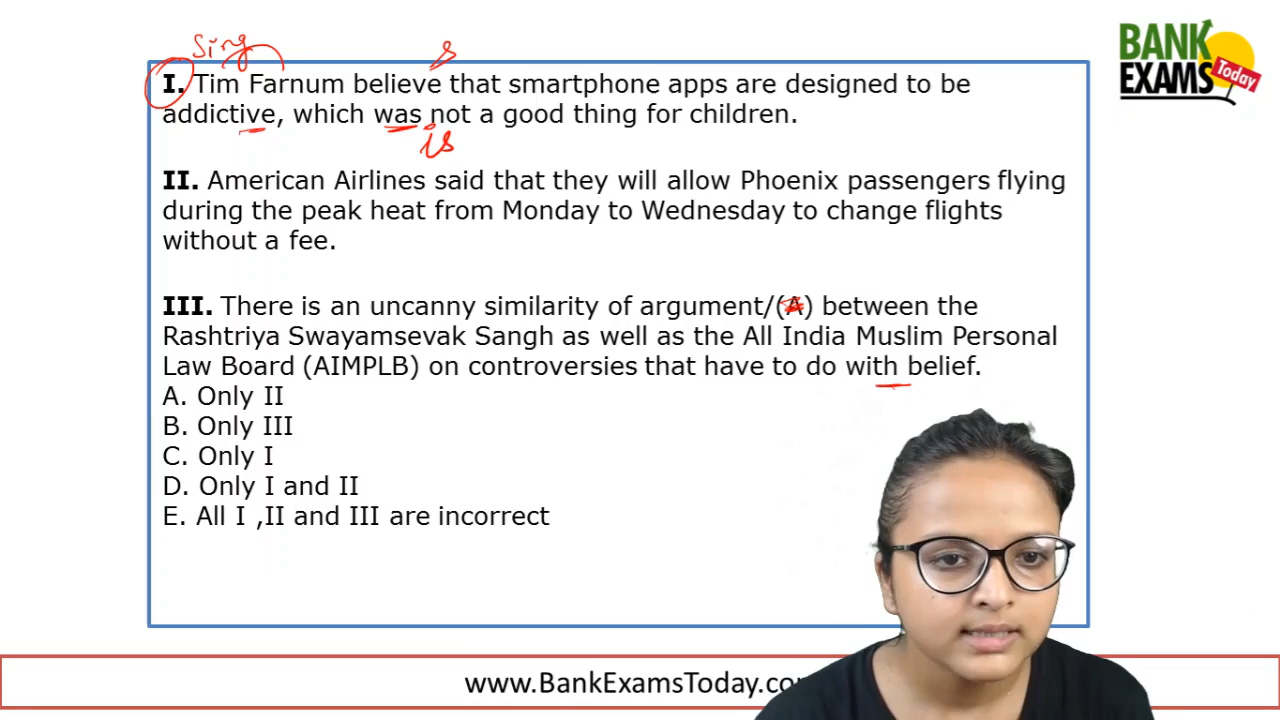 Sing
s
BANK
EXAMS
Today
I. Tim Farnum believe that smartphone apps are designed to be
addictive, which was not a good thing for children.
is
II. American Airlines said that they will allow Phoenix passengers flying
during the peak heat from Monday to Wednesday to change flights
without a fee.
III. There is an uncanny similarity of argument/(A) between the
Rashtriya Swayamsevak Sangh as well as the All India Muslim Personal
Law Board (AIMPLB) on controversies that have to do with belief.
A. Only II
B. Only III
C. Only I
D. Only I and II
E. All I ,II and III are incorrect
www.BankExamsToday.co